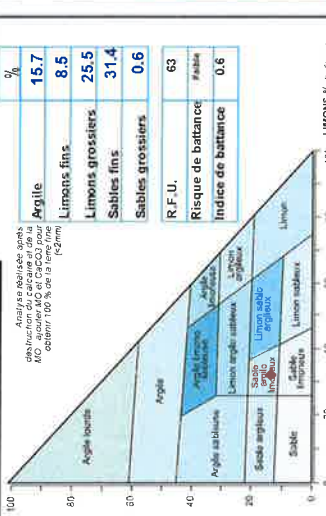 Analyse réalisée après
destruction du calcaire et de la
MO : ajouter MO et CaCO3 pour
obtenir 100 % de la terre fine
(<2mm)
%
Argile 15.7
Limons fins 8.5
Limons grossiers 25.5
Sables fins 31.4
Sables grossiers 0.6
R.F.U. 63
Risque de battance Faible
Indice de battance 0.6
100
80
60
40
20
0
Argile lourde
Argile
Argile sableuse
Argile limono sableuse
Argile limoneuse
Limon argilo sableux
Limon argileux
Sable argileux
Sablo argilo limoneux
Limon sablo argileux
Limon
Sable
Sable limoneux
Limon sableux
0
20
LIMONS %